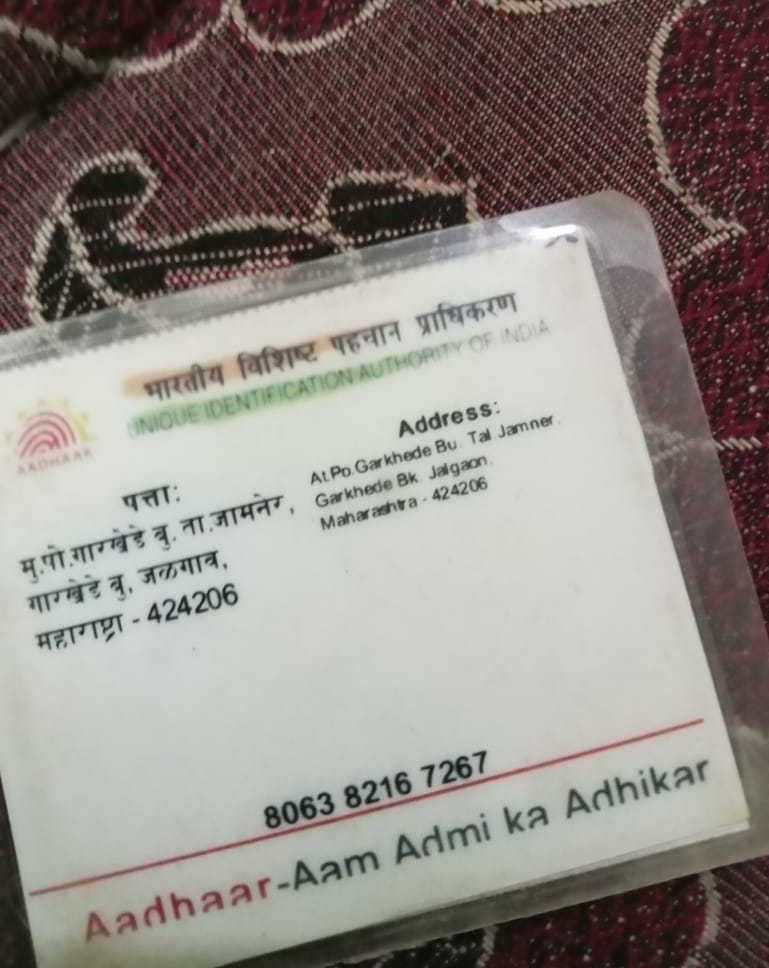 भारतीय विशिष्ट पहचान प्राधिकरण
UNIQUE IDENTIFICATION AUTHORITY OF INDIA
AADHAAR
पत्ता:
मु.पो.गारखेडे बु. ता.जामनेर,
गारखेडे बु, जळगाव,
महाराष्ट्रा - 424206
Address:
At.Po.Garkhede Bu. Tal Jamner,
Garkhede Bk. Jalgaon,
Maharashtra - 424206
8063 8216 7267
Aadhaar-Aam Admi ka Adhikar